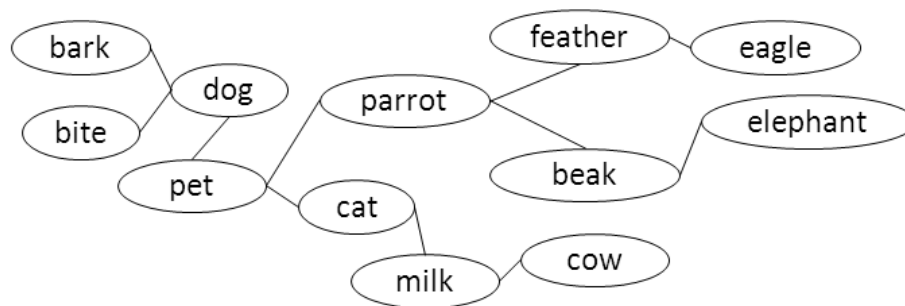 bark
bite
dog
pet
parrot
cat
milk
cow
feather
beak
eagle
elephant